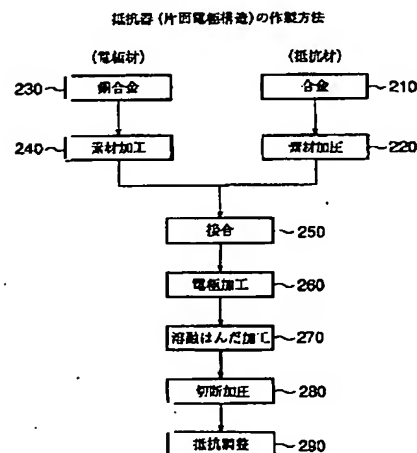 抵抗器(片面電極構造)の作製方法
(電極材) (抵抗材)
230 銅合金 合金 210
240 素材加工 素材加圧 220
接合 250
電極加工 260
溶融はんだ加工 270
切断加圧 280
抵抗調整 290